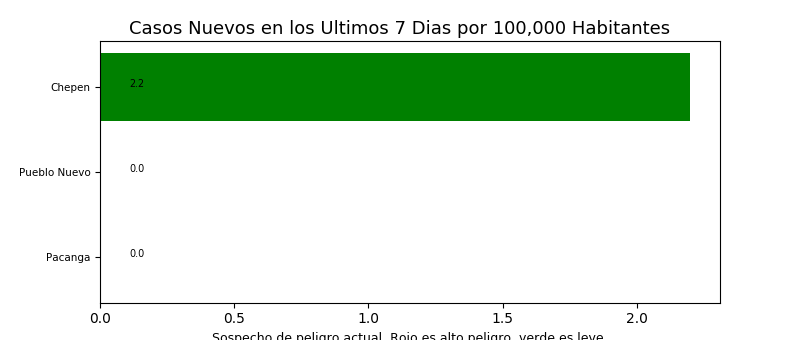 Casos Nuevos en los Ultimos 7 Dias por 100,000 Habitantes
Chepen
2.2
Pueblo Nuevo
0.0
Pacanga
0.0
0.0 0.5 1.0 1.5 2.0
Sospecho de peligro actual. Rojo es alto peligro, verde es leve